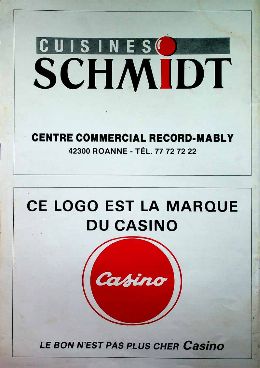 CUISINES
SCHMIDT
CENTRE COMMERCIAL RECORD-MABLY
42300 ROANNE - TÉL. 77 72 72 22
CE LOGO EST LA MARQUE
DU CASINO
Casino
LE BON N'EST PAS PLUS CHER Casino